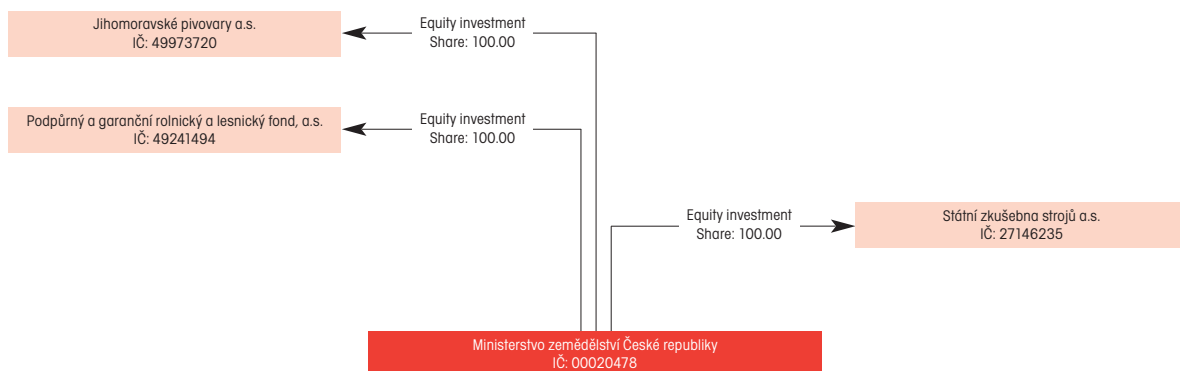 Jihomoravské pivovary a.s.
IČ: 49973720
Equity investment
Share: 100.00
Podpůrný a garanční rolnický a lesnický fond, a.s.
IČ: 49241494
Equity investment
Share: 100.00
Equity investment
Share: 100.00
Státní zkušebna strojů a.s.
IČ: 27146235
Ministerstvo zemědělství České republiky
IČ: 00020478